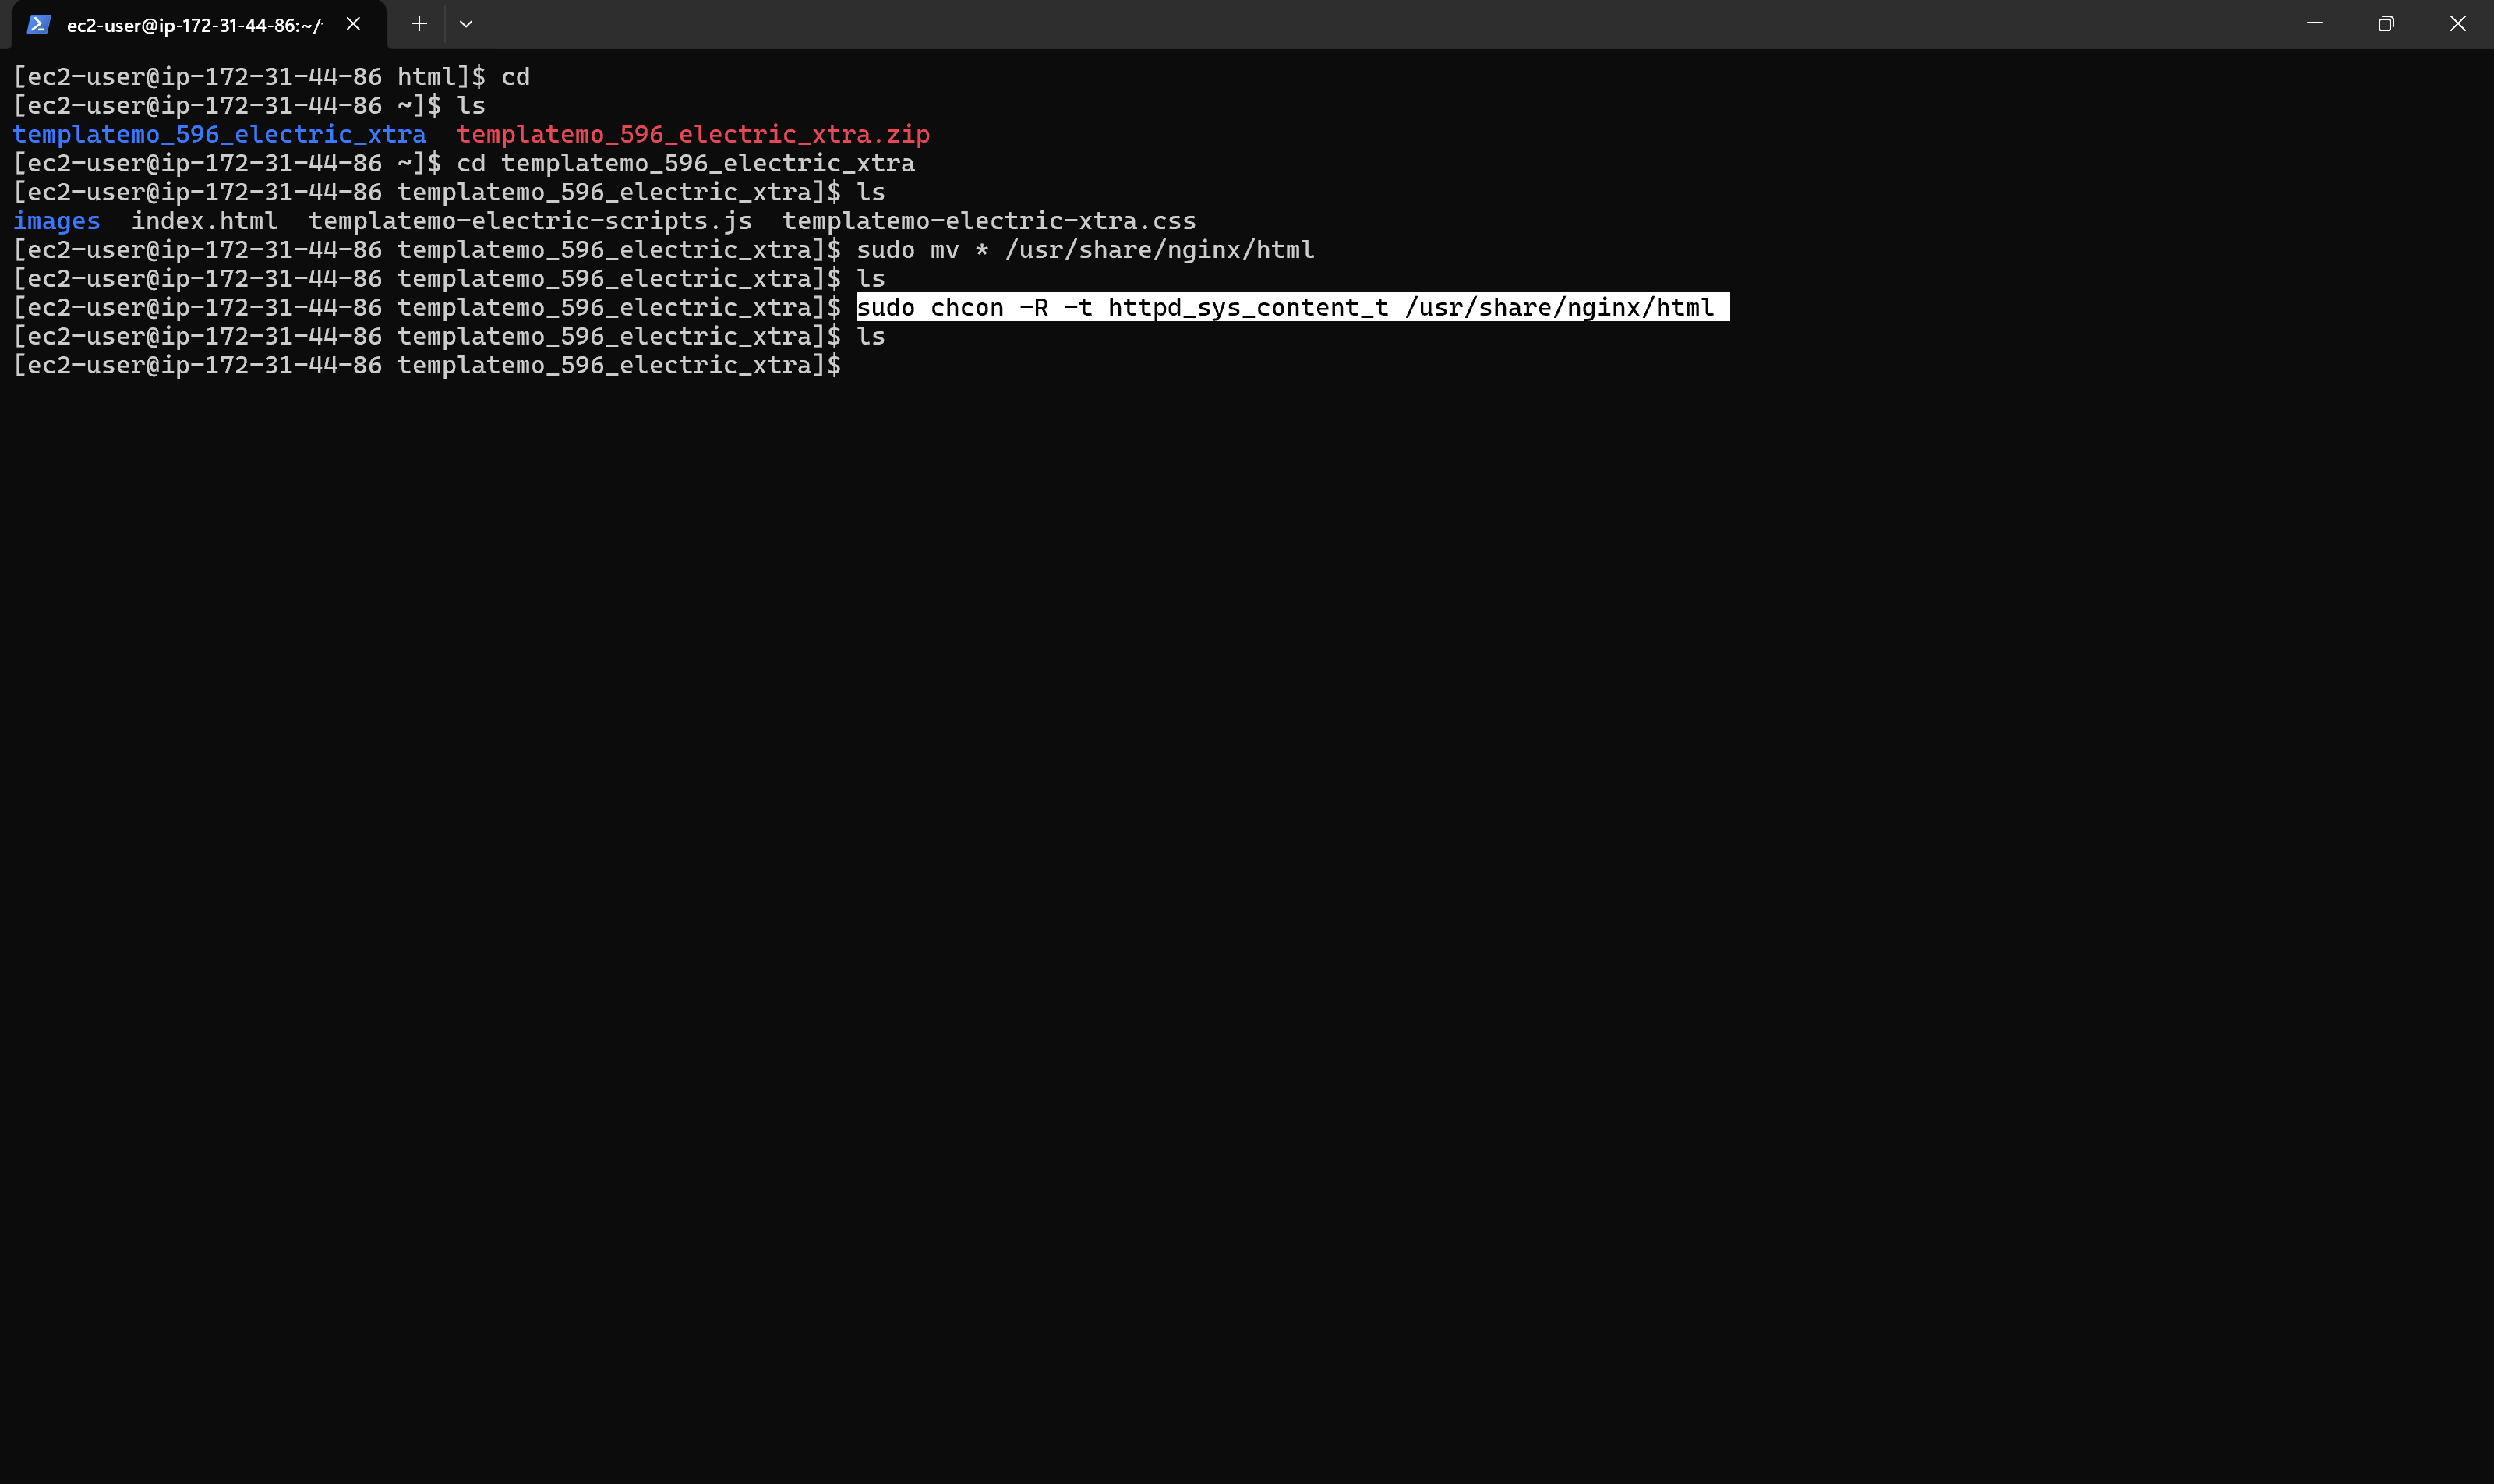 ec2-user@ip-172-31-44-86:~/
[ec2-user@ip-172-31-44-86 html]$ cd
[ec2-user@ip-172-31-44-86 ~]$ ls
templatemo_596_electric_xtra  templatemo_596_electric_xtra.zip
[ec2-user@ip-172-31-44-86 ~]$ cd templatemo_596_electric_xtra
[ec2-user@ip-172-31-44-86 templatemo_596_electric_xtra]$ ls
images  index.html  templatemo-electric-scripts.js  templatemo-electric-xtra.css
[ec2-user@ip-172-31-44-86 templatemo_596_electric_xtra]$ sudo mv * /usr/share/nginx/html
[ec2-user@ip-172-31-44-86 templatemo_596_electric_xtra]$ ls
[ec2-user@ip-172-31-44-86 templatemo_596_electric_xtra]$ sudo chcon -R -t httpd_sys_content_t /usr/share/nginx/html
[ec2-user@ip-172-31-44-86 templatemo_596_electric_xtra]$ ls
[ec2-user@ip-172-31-44-86 templatemo_596_electric_xtra]$